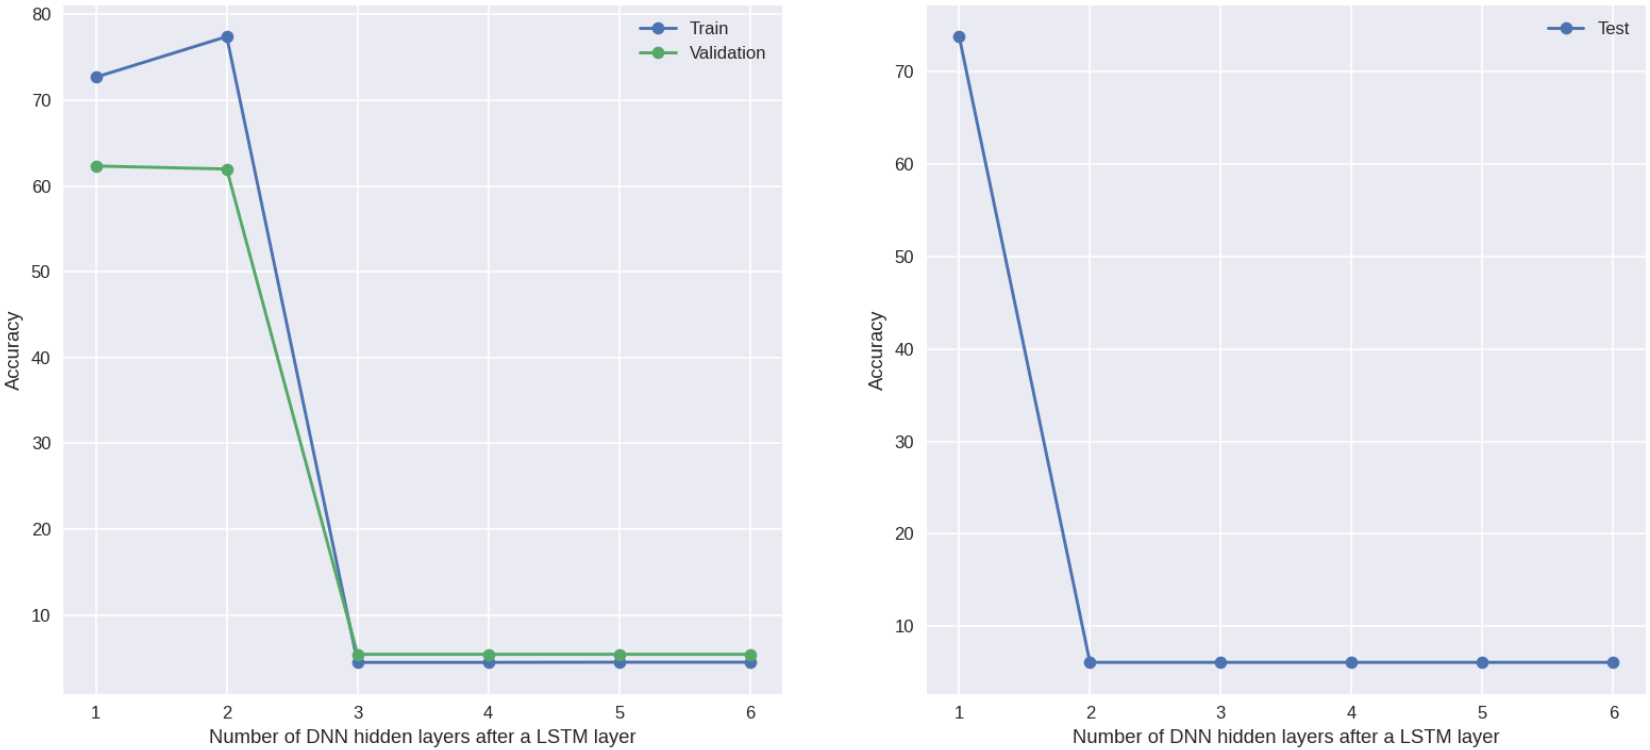 80
70
60
50
40
30
20
10
Accuracy
1 2 3 4 5 6
Number of DNN hidden layers after a LSTM layer
Train
Validation
70
60
50
40
30
20
10
Accuracy
1 2 3 4 5 6
Number of DNN hidden layers after a LSTM layer
Test